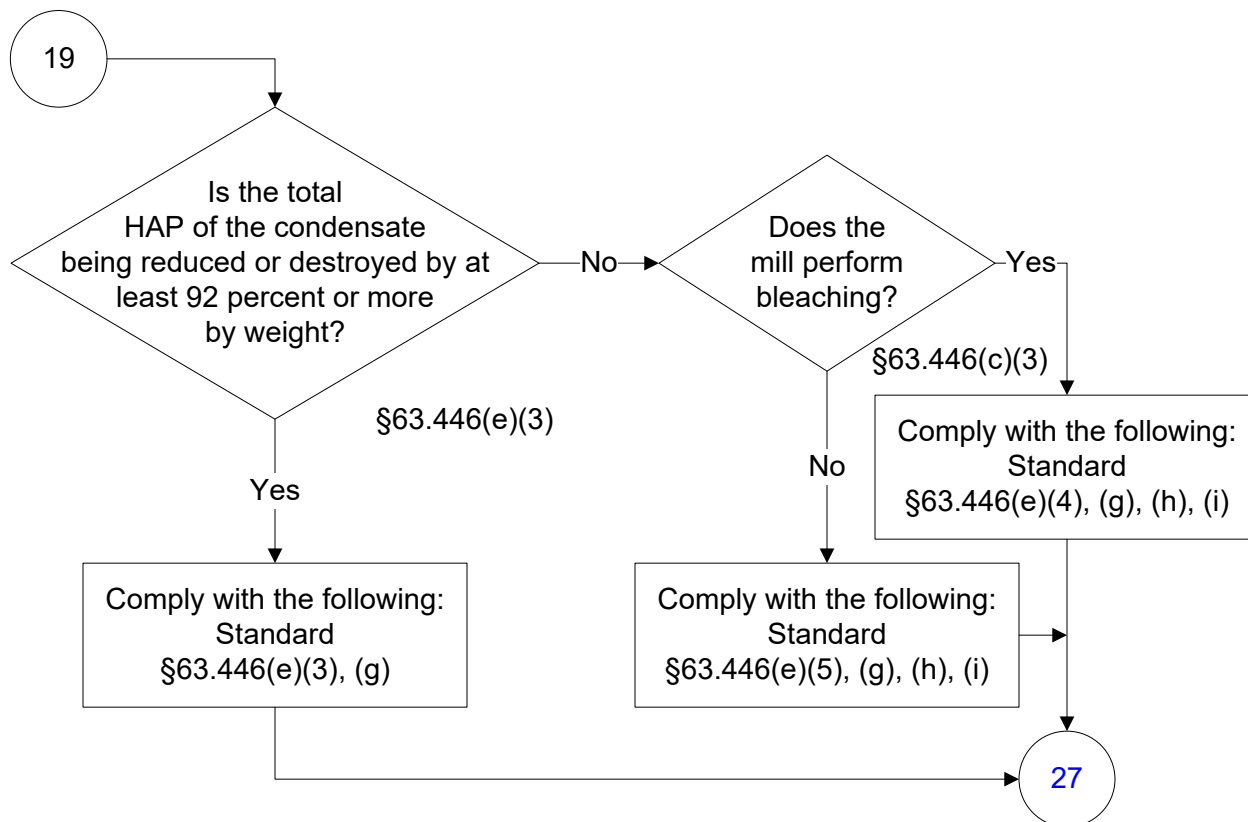 19
Is the total
HAP of the condensate
being reduced or destroyed by at
least 92 percent or more
by weight?
No
Does the
mill perform
bleaching?
Yes
§63.446(c)(3)
§63.446(e)(3)
Comply with the following:
Standard
§63.446(e)(4), (g), (h), (i)
No
Yes
Comply with the following:
Standard
§63.446(e)(3), (g)
Comply with the following:
Standard
§63.446(e)(5), (g), (h), (i)
27